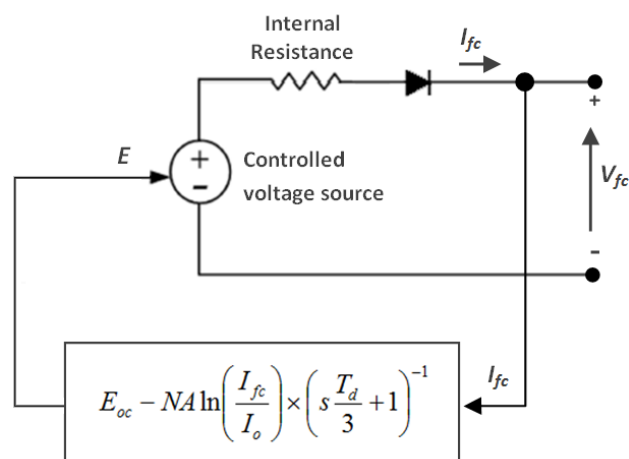 Internal
Resistance
I_fc
+
E
+
-
Controlled
voltage source
V_fc
-
E_oc − NA ln(I_fc / I_o) × (s T_d / 3 + 1)^−1
I_fc